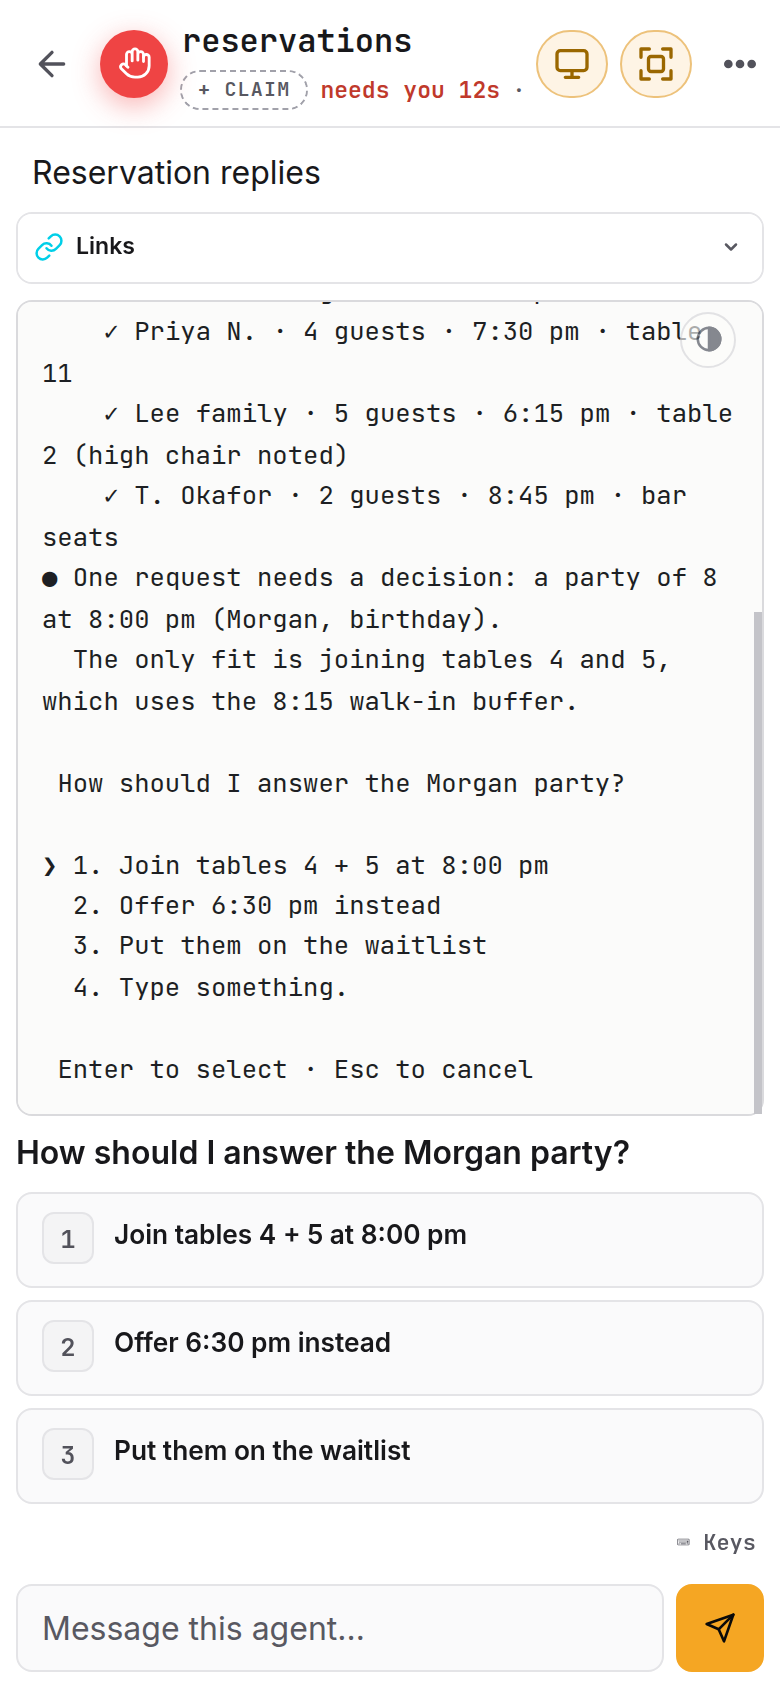 reservations
+ CLAIM needs you 12s ·
Reservation replies
Links
✓ Priya N. · 4 guests · 7:30 pm · table
11
✓ Lee family · 5 guests · 6:15 pm · table
2 (high chair noted)
✓ T. Okafor · 2 guests · 8:45 pm · bar
seats
● One request needs a decision: a party of 8
at 8:00 pm (Morgan, birthday).
The only fit is joining tables 4 and 5,
which uses the 8:15 walk-in buffer.
How should I answer the Morgan party?
❯ 1. Join tables 4 + 5 at 8:00 pm
2. Offer 6:30 pm instead
3. Put them on the waitlist
4. Type something.
Enter to select · Esc to cancel
How should I answer the Morgan party?
1 Join tables 4 + 5 at 8:00 pm
2 Offer 6:30 pm instead
3 Put them on the waitlist
Keys
Message this agent...